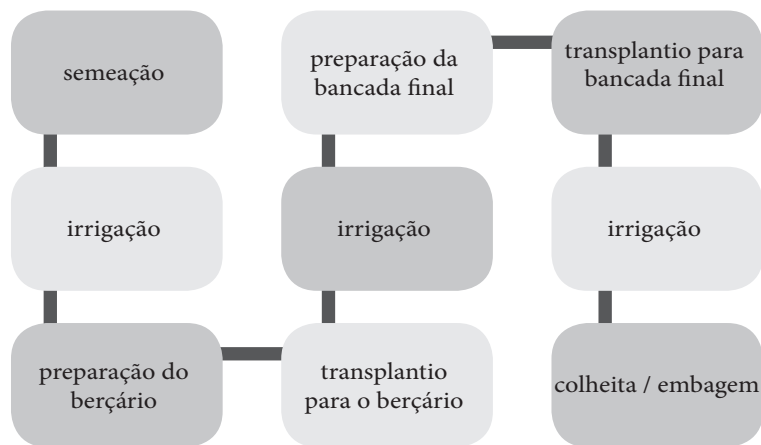 semeação
irrigação
preparação do
berçário
transplantio
para o berçário
irrigação
preparação da
bancada final
transplantio para
bancada final
irrigação
colheita / embagem